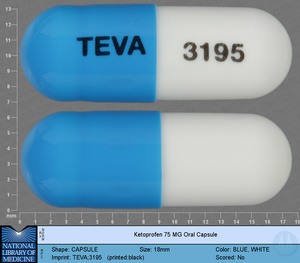 13
12
11
10
9
8
7
6
5
4
3
2
1
0
mm
TEVA 3195
0 1 2 3 4 5 6 7 8 9 10 11 12 13 14 15 16 17 18
NATIONAL
LIBRARY OF
MEDICINE
Ketoprofen 75 MG Oral Capsule
Shape: CAPSULE Size: 18mm Color: BLUE, WHITE
Imprint: TEVA;3195 (printed:black) Scored: No